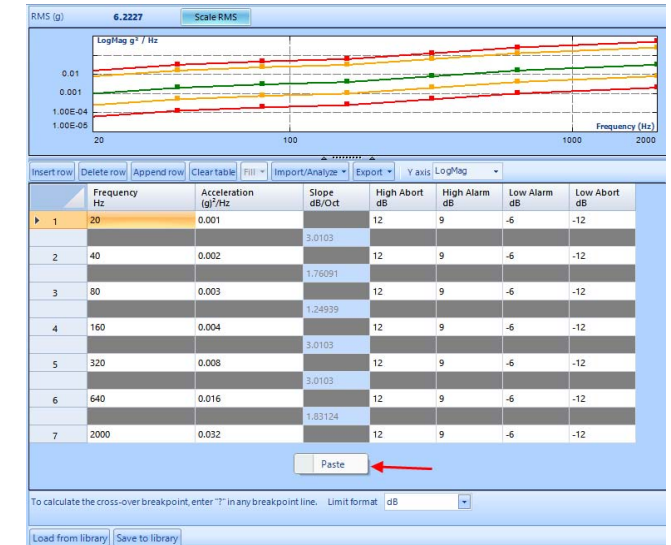 RMS (g) 6.2227 Scale RMS
LogMag g² / Hz
0.01
0.001
1.00E-04
1.00E-05
Frequency (Hz)
20 100 1000 2000
Insert row Delete row Append row Clear table Fill Import/Analyze Export Y axis LogMag
Frequency Hz Acceleration (g)²/Hz Slope dB/Oct High Abort dB High Alarm dB Low Alarm dB Low Abort dB
1 20 0.001 12 9 -6 -12
3.0103
2 40 0.002 12 9 -6 -12
1.76091
3 80 0.003 12 9 -6 -12
1.24939
4 160 0.004 12 9 -6 -12
3.0103
5 320 0.008 12 9 -6 -12
3.0103
6 640 0.016 12 9 -6 -12
1.83124
7 2000 0.032 12 9 -6 -12
Paste
To calculate the cross-over breakpoint, enter "?" in any breakpoint line. Limit format dB
Load from library Save to library